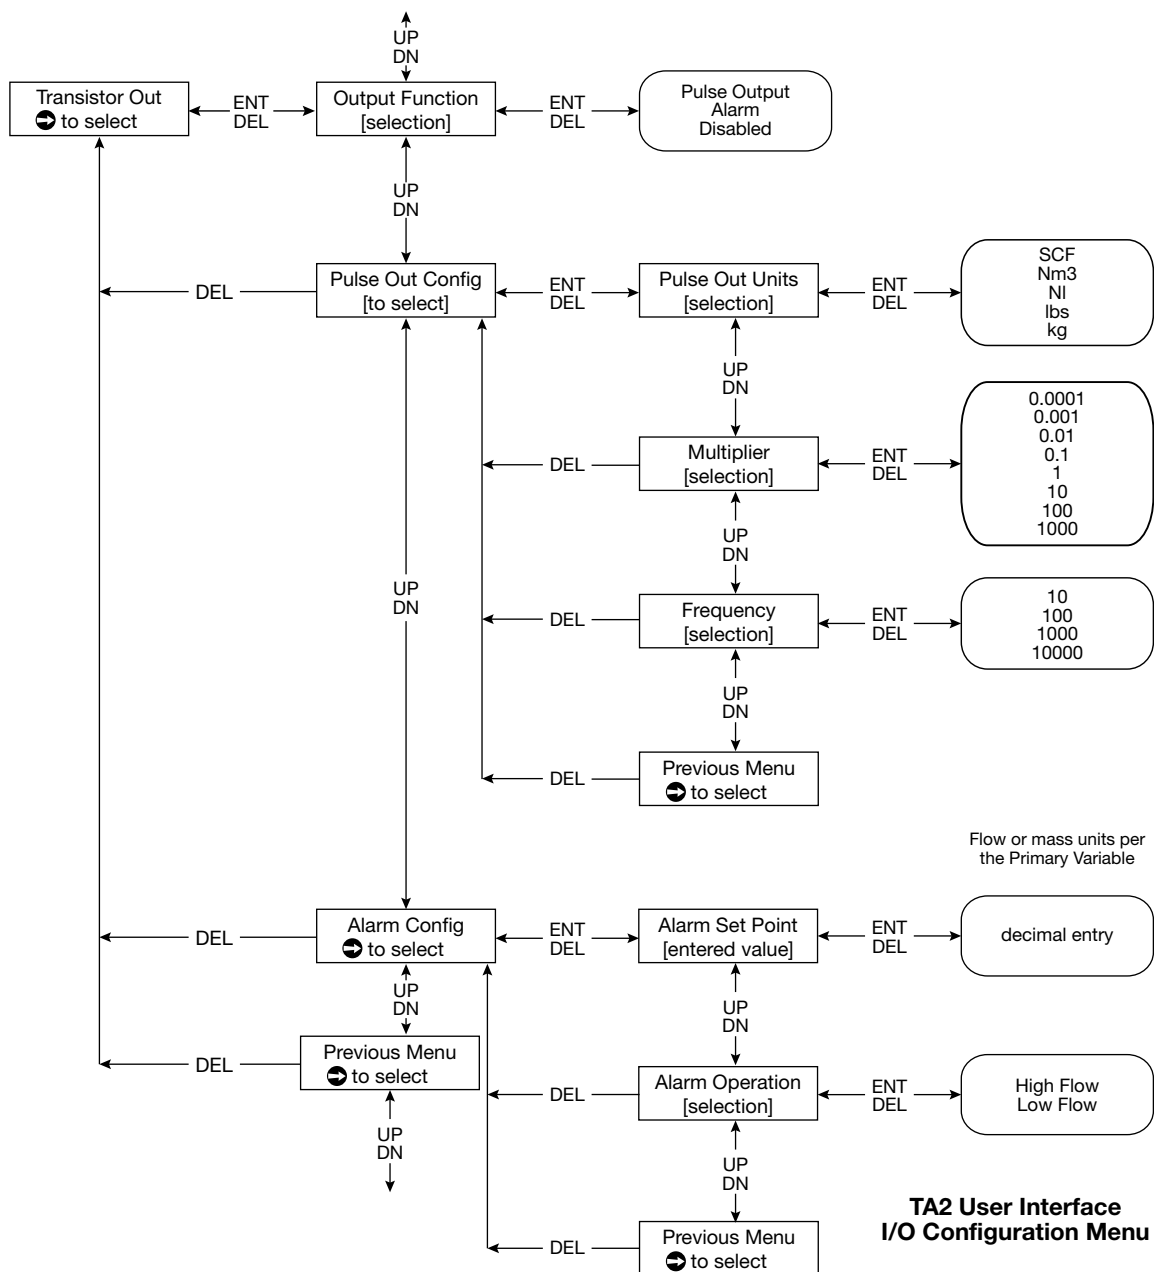 UP
DN
Transistor Out
to select
ENT
DEL
Output Function
[selection]
ENT
DEL
Pulse Output
Alarm
Disabled
UP
DN
DEL
Pulse Out Config
[to select]
ENT
DEL
Pulse Out Units
[selection]
ENT
DEL
SCF
Nm3
Nl
lbs
kg
UP
DN
DEL
Multiplier
[selection]
ENT
DEL
0.0001
0.001
0.01
0.1
1
10
100
1000
UP
DN
UP
DN
DEL
Frequency
[selection]
ENT
DEL
10
100
1000
10000
UP
DN
DEL
Previous Menu
to select
Flow or mass units per
the Primary Variable
DEL
Alarm Config
to select
ENT
DEL
Alarm Set Point
[entered value]
ENT
DEL
decimal entry
UP
DN
UP
DN
DEL
Previous Menu
to select
DEL
Alarm Operation
[selection]
ENT
DEL
High Flow
Low Flow
UP
DN
UP
DN
DEL
Previous Menu
to select
TA2 User Interface
I/O Configuration Menu